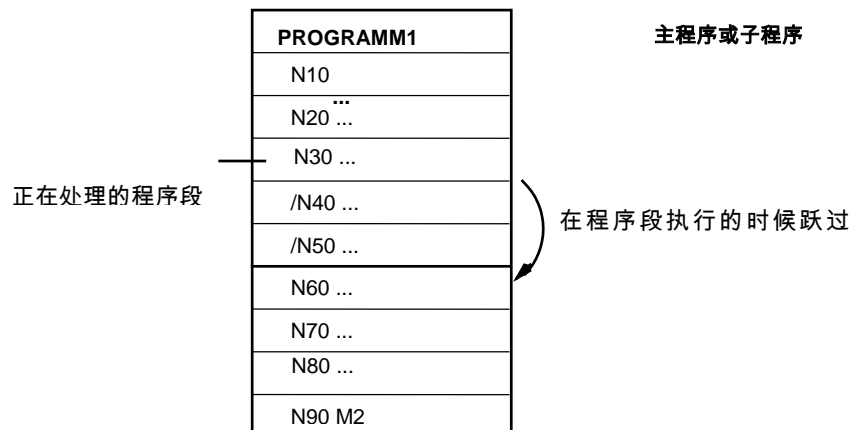 PROGRAMM1
主程序或子程序
N10
...
N20 ...
N30 ...
正在处理的程序段
/N40 ...
在程序段执行的时候跃过
/N50 ...
N60 ...
N70 ...
N80 ...
N90 M2